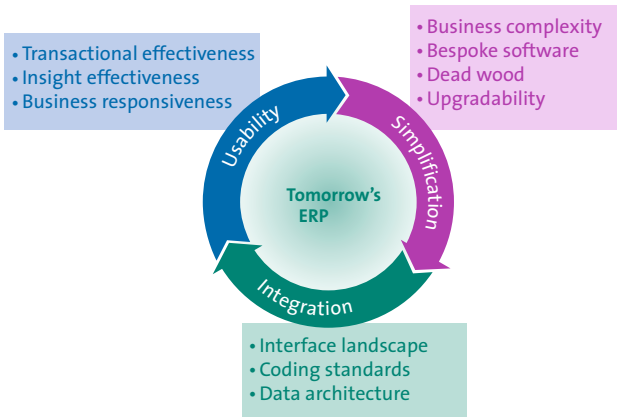 • Transactional effectiveness
• Insight effectiveness
• Business responsiveness
• Business complexity
• Bespoke software
• Dead wood
• Upgradability
Usability
Simplification
Tomorrow's
ERP
Integration
• Interface landscape
• Coding standards
• Data architecture